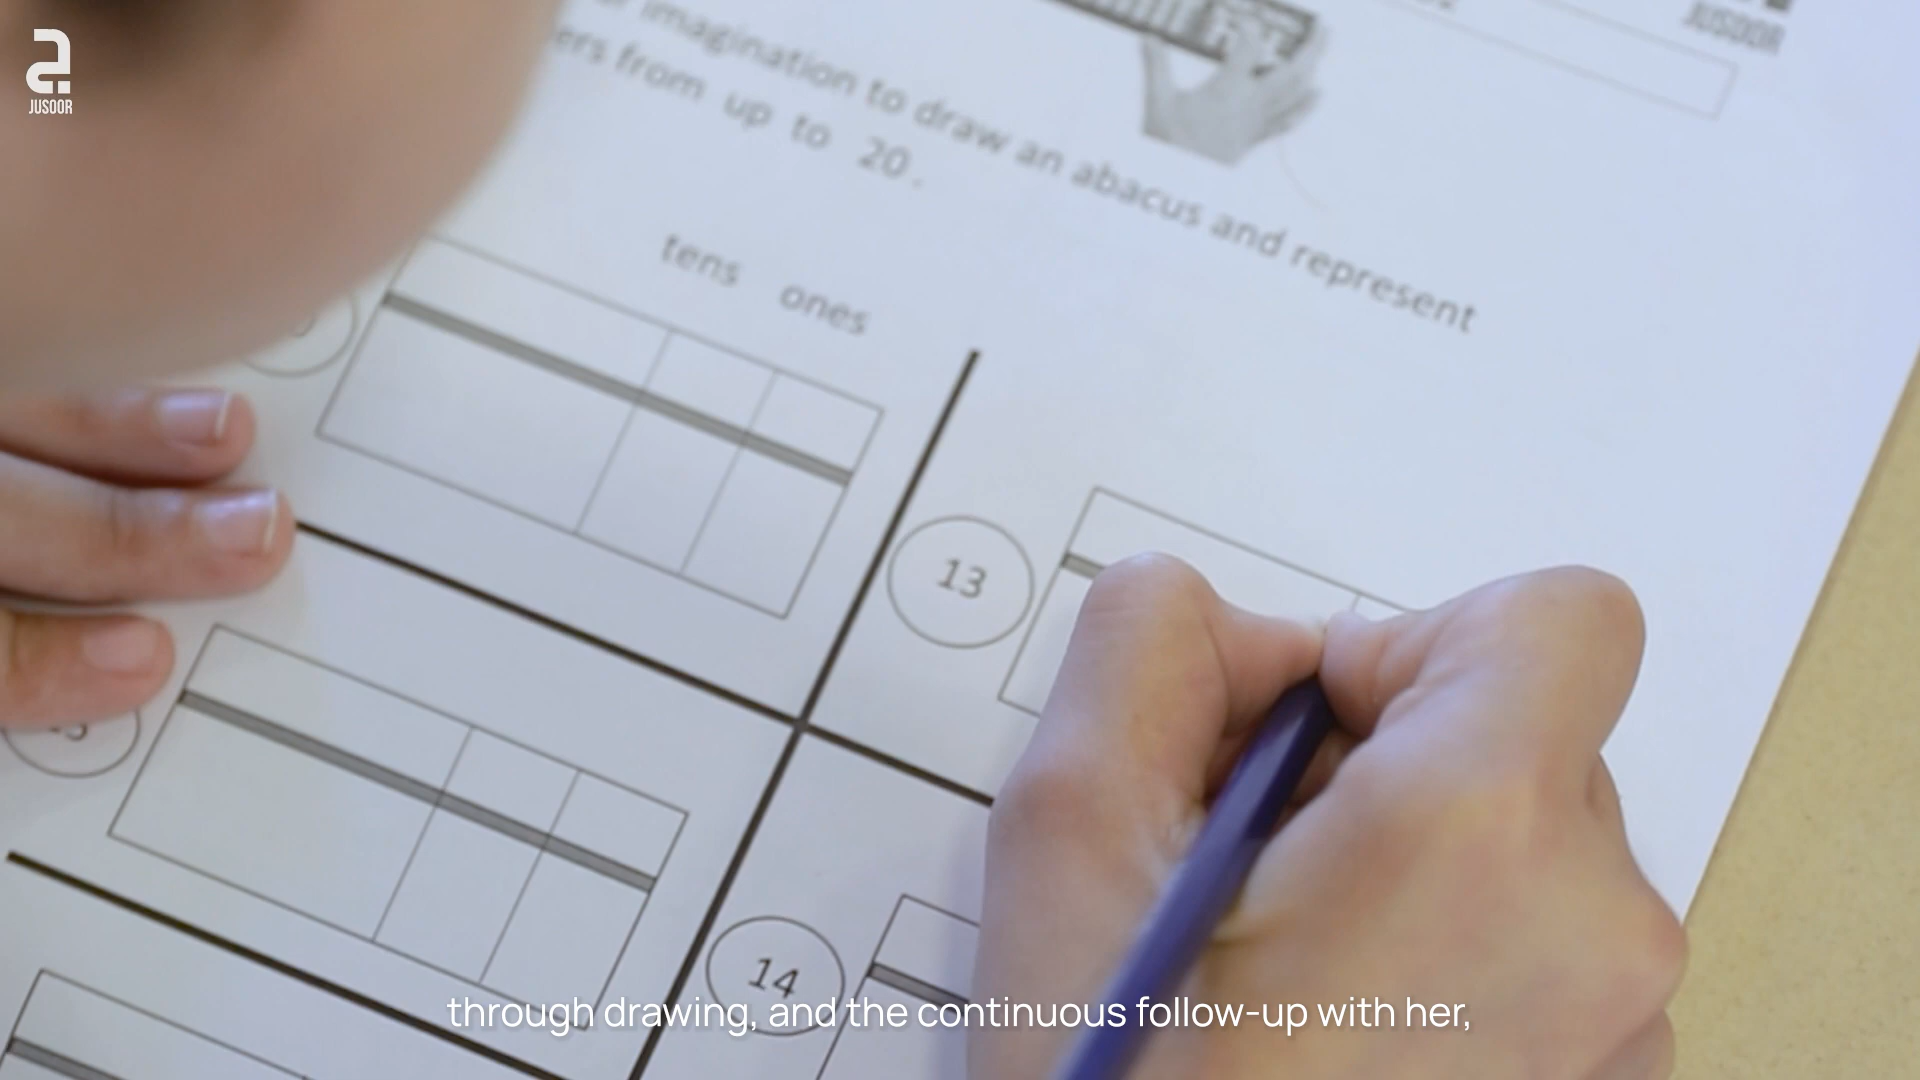 JUSOOR
JUSOOR
imagination to draw an abacus and represent
from up to 20.
tens ones
13
14
through drawing, and the continuous follow-up with her,